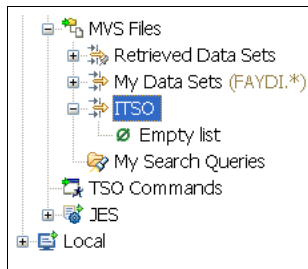 MVS Files
Retrieved Data Sets
My Data Sets (FAYDI.*)
ITSO
Empty list
My Search Queries
TSO Commands
JES
Local